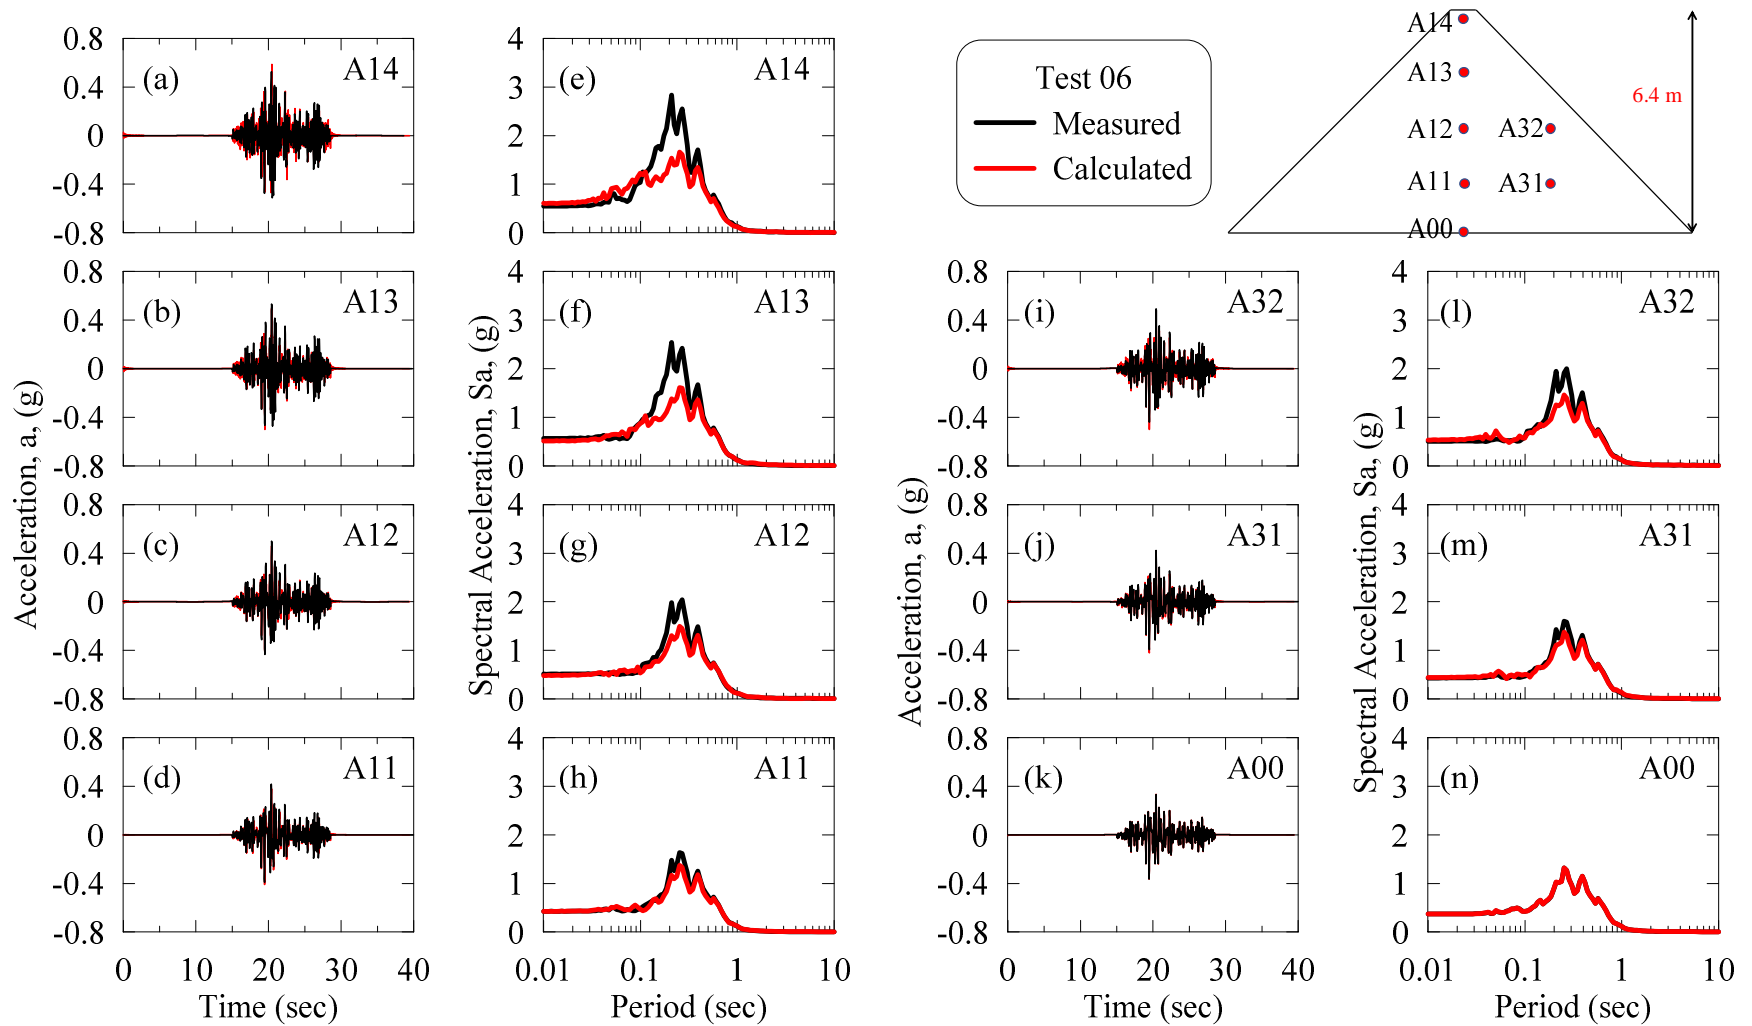 Test 06
Measured
Calculated
A14
A13
A12
A32
A11
A31
A00
6.4 m
(a)
A14
0.8
0.4
0
-0.4
-0.8
(e)
A14
4
3
2
1
0
(b)
A13
0.8
0.4
0
-0.4
-0.8
(f)
A13
4
3
2
1
0
(i)
A32
0.8
0.4
0
-0.4
-0.8
(l)
A32
4
3
2
1
0
(c)
A12
0.8
0.4
0
-0.4
-0.8
(g)
A12
4
3
2
1
0
(j)
A31
0.8
0.4
0
-0.4
-0.8
(m)
A31
4
3
2
1
0
(d)
A11
0.8
0.4
0
-0.4
-0.8
0 10 20 30 40
Time (sec)
(h)
A11
4
3
2
1
0
0.01 0.1 1 10
Period (sec)
(k)
A00
0.8
0.4
0
-0.4
-0.8
0 10 20 30 40
Time (sec)
(n)
A00
4
3
2
1
0
0.01 0.1 1 10
Period (sec)
Acceleration, a, (g)
Spectral Acceleration, Sa, (g)
Acceleration, a, (g)
Spectral Acceleration, Sa, (g)